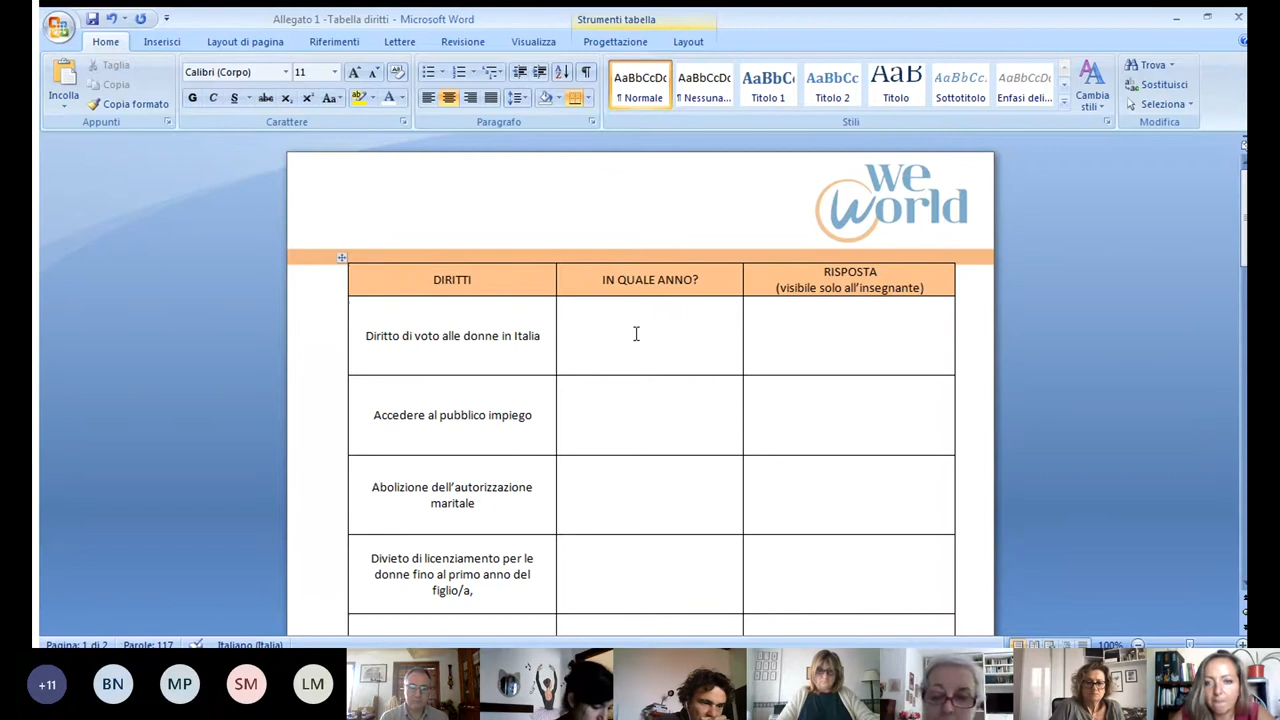 Allegato 1 -Tabella diritti - Microsoft Word
Strumenti tabella
Home
Inserisci
Layout di pagina
Riferimenti
Lettere
Revisione
Visualizza
Progettazione
Layout
Incolla
Taglia
Copia
Copia formato
Appunti
Calibri (Corpo)
11
G C S abc
Carattere
Paragrafo
AaBbCcDc
¶ Normale
AaBbCcDc
¶ Nessuna...
AaBbC
Titolo 1
AaBbCc
Titolo 2
AaB
Titolo
AaBbCc.
Sottotitolo
AaBbCcDc
Enfasi deli...
Cambia
stili
Stili
Trova
Sostituisci
Seleziona
Modifica
we
World
DIRITTI
IN QUALE ANNO?
RISPOSTA
(visibile solo all’insegnante)
Diritto di voto alle donne in Italia
Accedere al pubblico impiego
Abolizione dell’autorizzazione
maritale
Divieto di licenziamento per le
donne fino al primo anno del
figlio/a,
Pagina: 1 di 2
Parole: 117
Italiano (Italia)
100%
+11
BN
MP
SM
LM